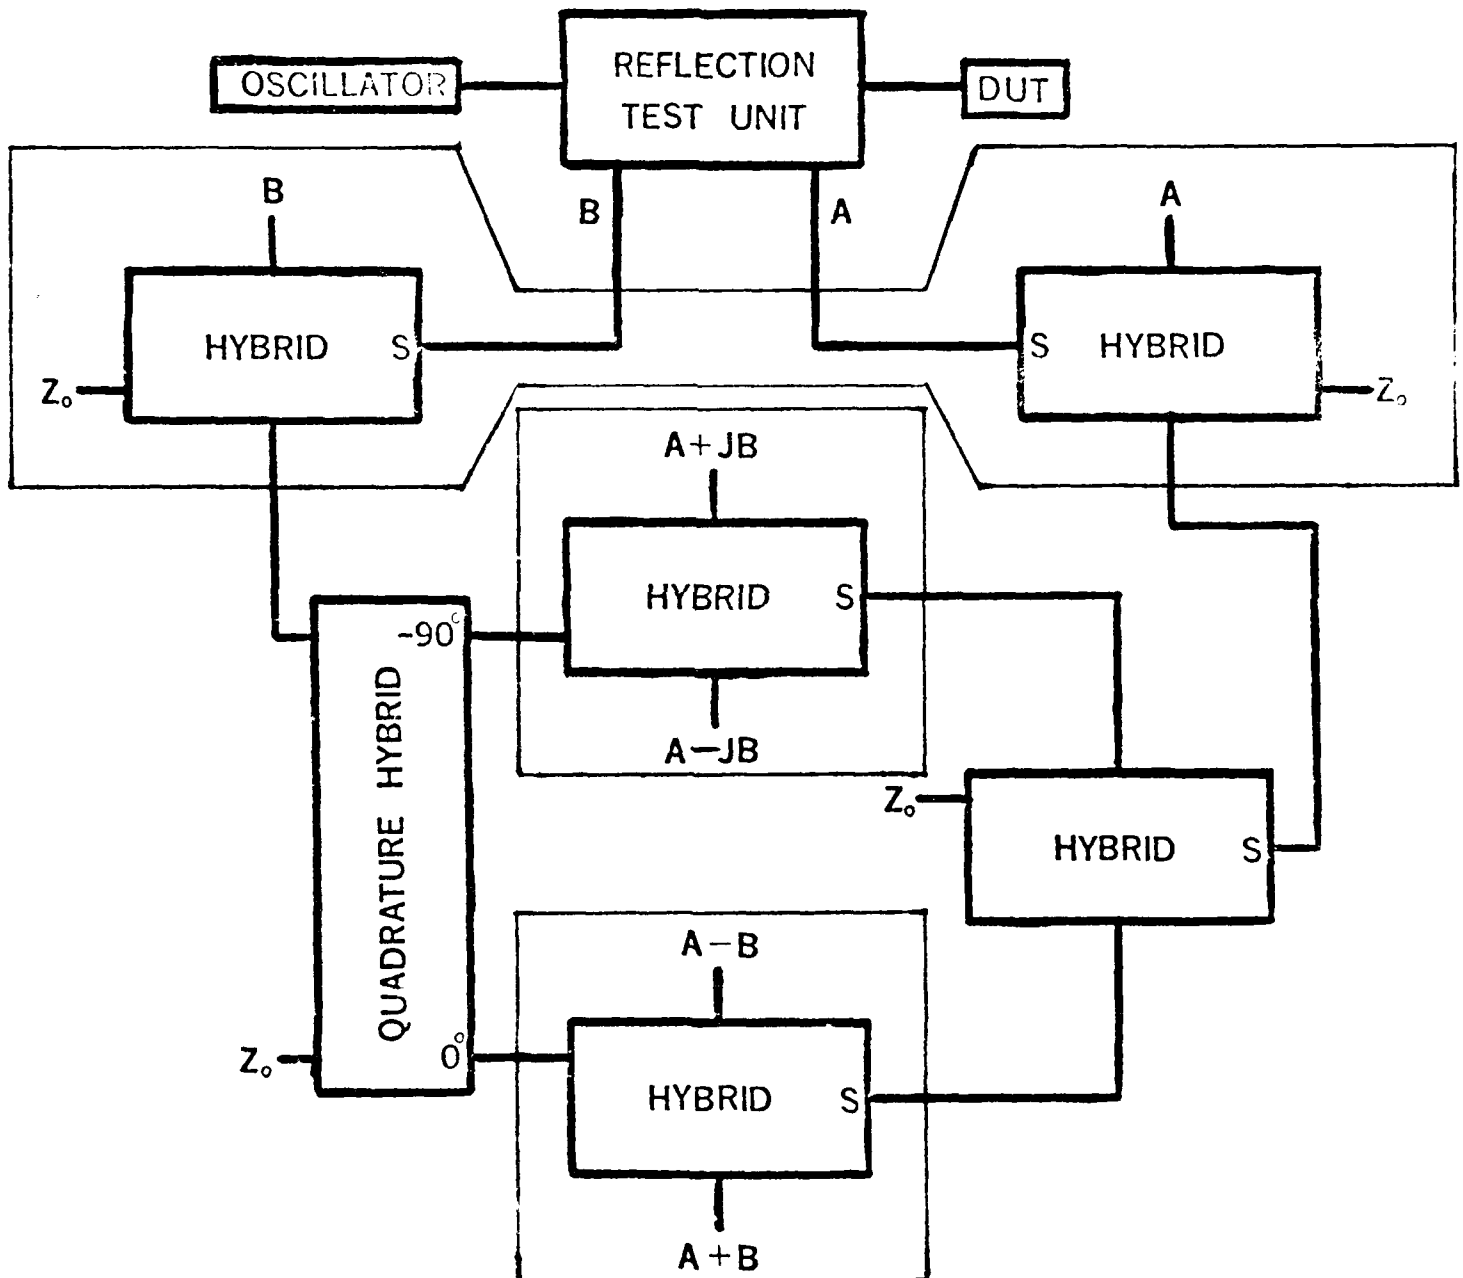 OSCILLATOR
REFLECTION
TEST UNIT
DUT
B
B
A
A
HYBRID S
S HYBRID
Z₀
Z₀
A+JB
HYBRID S
-90°
A-JB
QUADRATURE HYBRID
Z₀
HYBRID S
A-B
Z₀
0°
HYBRID S
A+B